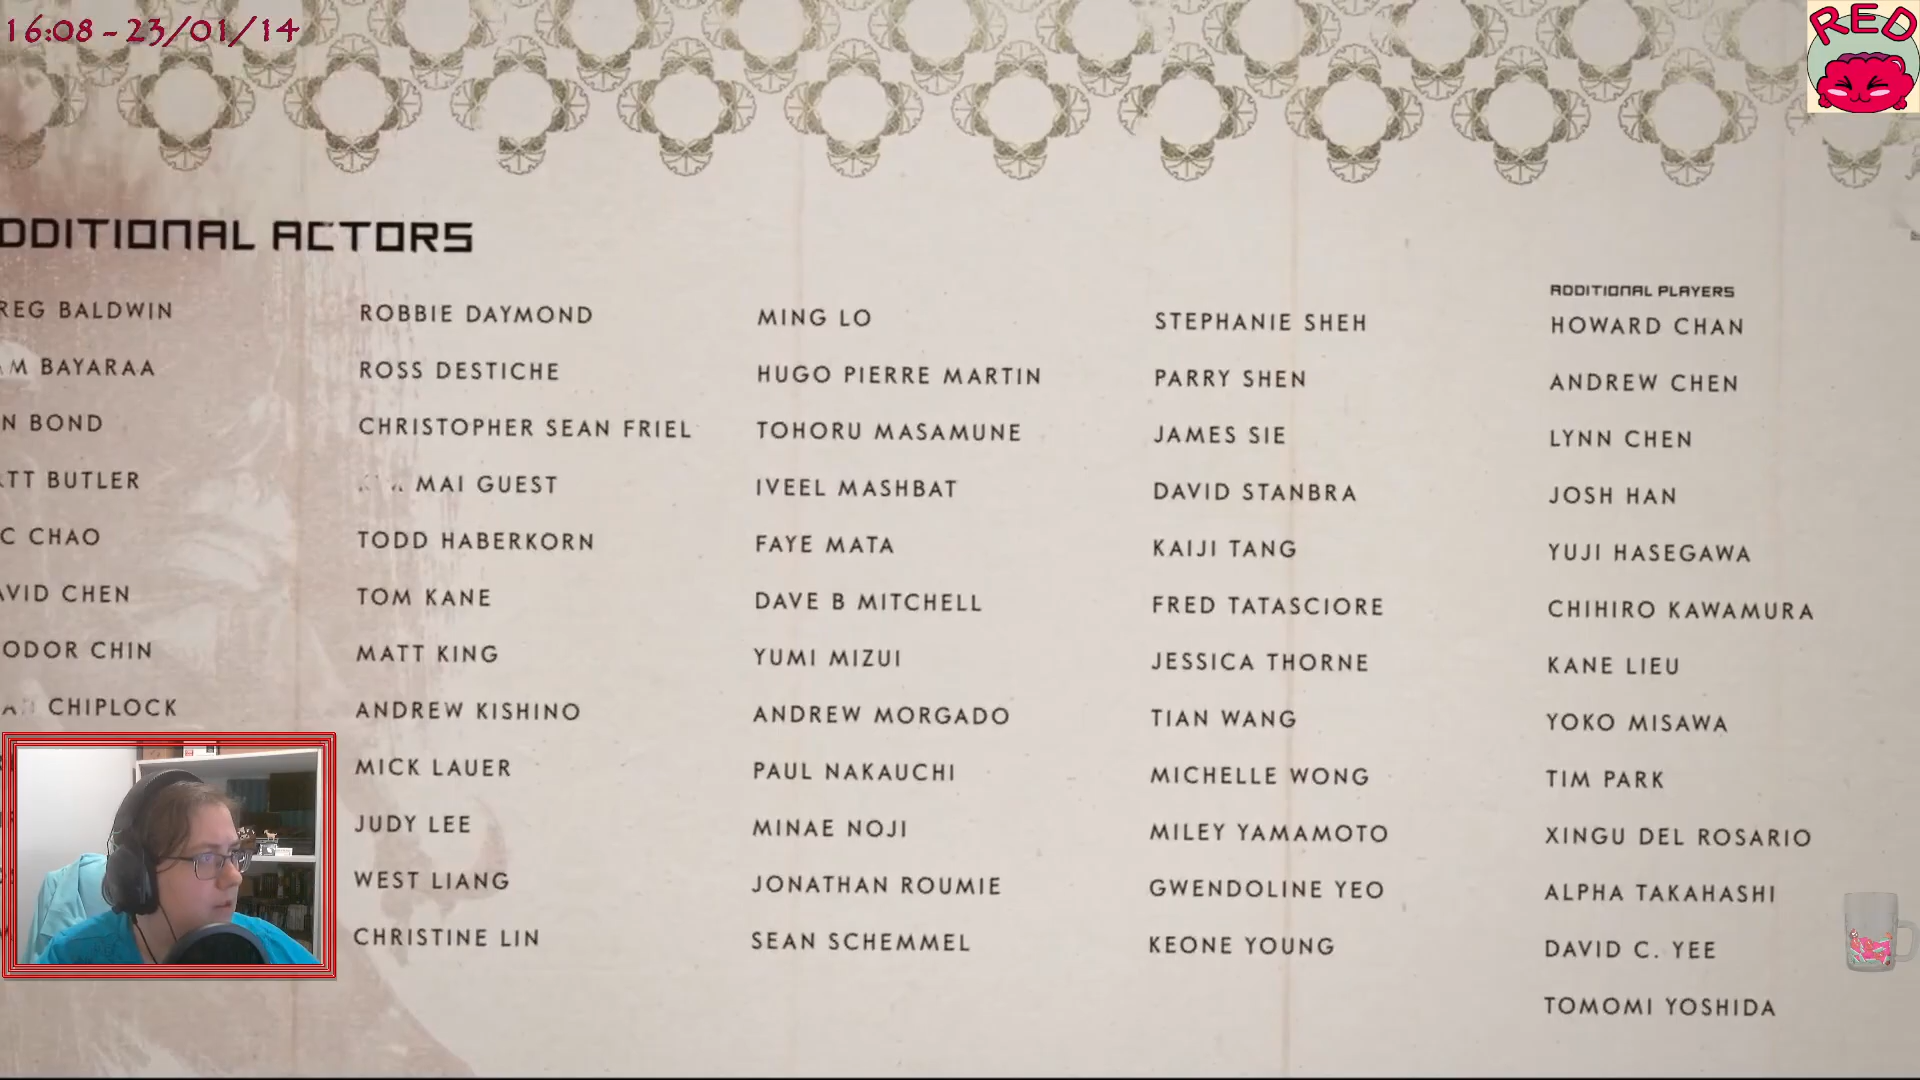 16:08 - 23/01/14
RED
DDITIONAL ACTORS
REG BALDWIN
M BAYARAA
N BOND
TT BUTLER
C CHAO
AVID CHEN
ODOR CHIN
CHIPLOCK
ROBBIE DAYMOND
ROSS DESTICHE
CHRISTOPHER SEAN FRIEL
MAI GUEST
TODD HABERKORN
TOM KANE
MATT KING
ANDREW KISHINO
MICK LAUER
JUDY LEE
WEST LIANG
CHRISTINE LIN
MING LO
HUGO PIERRE MARTIN
TOHORU MASAMUNE
IVEEL MASHBAT
FAYE MATA
DAVE B MITCHELL
YUMI MIZUI
ANDREW MORGADO
PAUL NAKAUCHI
MINAE NOJI
JONATHAN ROUMIE
SEAN SCHEMMEL
STEPHANIE SHEH
PARRY SHEN
JAMES SIE
DAVID STANBRA
KAIJI TANG
FRED TATASCIORE
JESSICA THORNE
TIAN WANG
MICHELLE WONG
MILEY YAMAMOTO
GWENDOLINE YEO
KEONE YOUNG
ADDITIONAL PLAYERS
HOWARD CHAN
ANDREW CHEN
LYNN CHEN
JOSH HAN
YUJI HASEGAWA
CHIHIRO KAWAMURA
KANE LIEU
YOKO MISAWA
TIM PARK
XINGU DEL ROSARIO
ALPHA TAKAHASHI
DAVID C. YEE
TOMOMI YOSHIDA